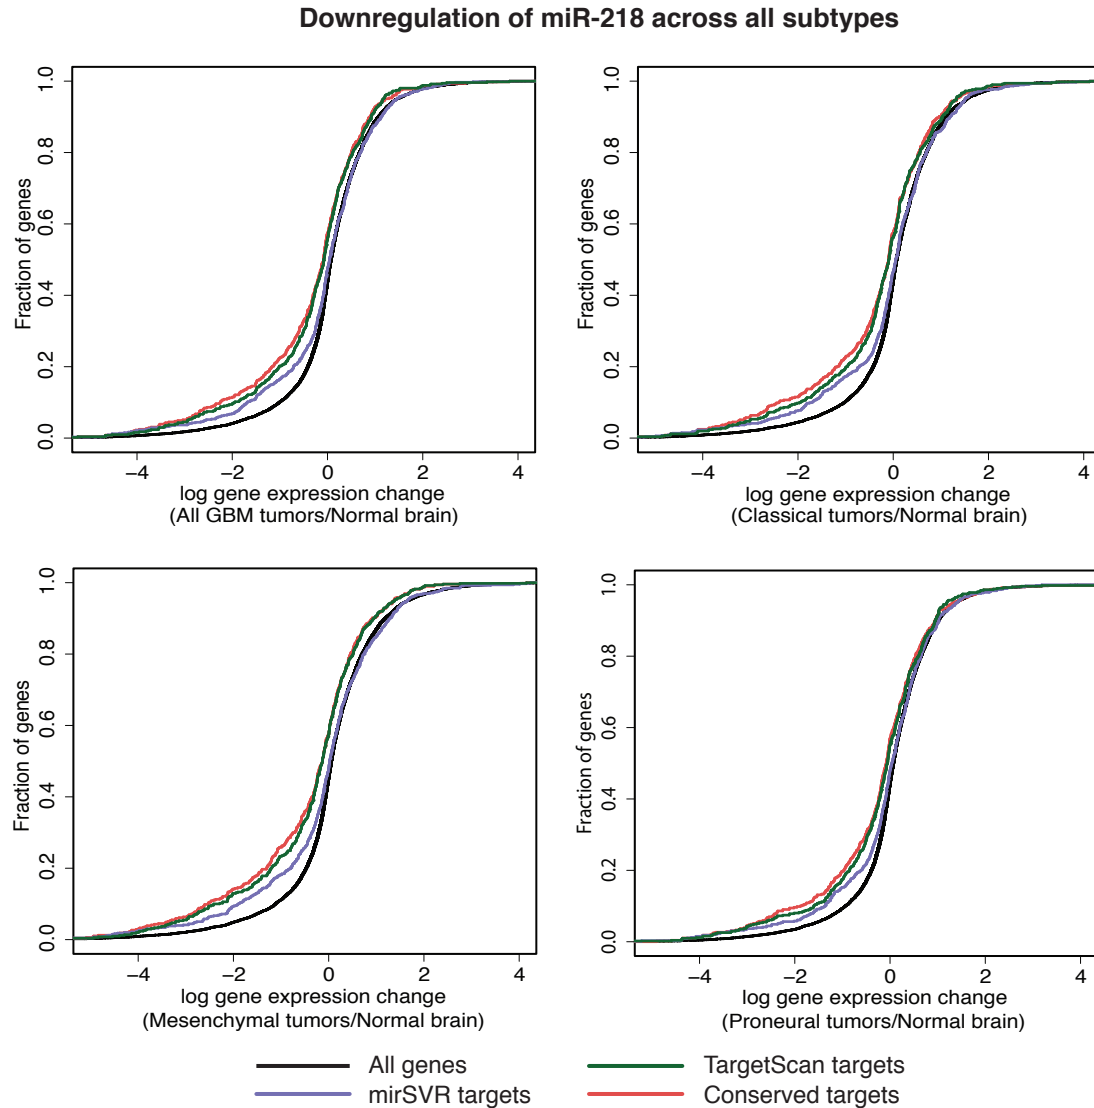 Downregulation of miR-218 across all subtypes
Fraction of genes
1.0
0.8
0.6
0.4
0.2
0.0
−4 −2 0 2 4
log gene expression change
(All GBM tumors/Normal brain)
Fraction of genes
1.0
0.8
0.6
0.4
0.2
0.0
−4 −2 0 2 4
log gene expression change
(Classical tumors/Normal brain)
Fraction of genes
1.0
0.8
0.6
0.4
0.2
0.0
−4 −2 0 2 4
log gene expression change
(Mesenchymal tumors/Normal brain)
Fraction of genes
1.0
0.8
0.6
0.4
0.2
0.0
−4 −2 0 2 4
log gene expression change
(Proneural tumors/Normal brain)
All genes
mirSVR targets
TargetScan targets
Conserved targets